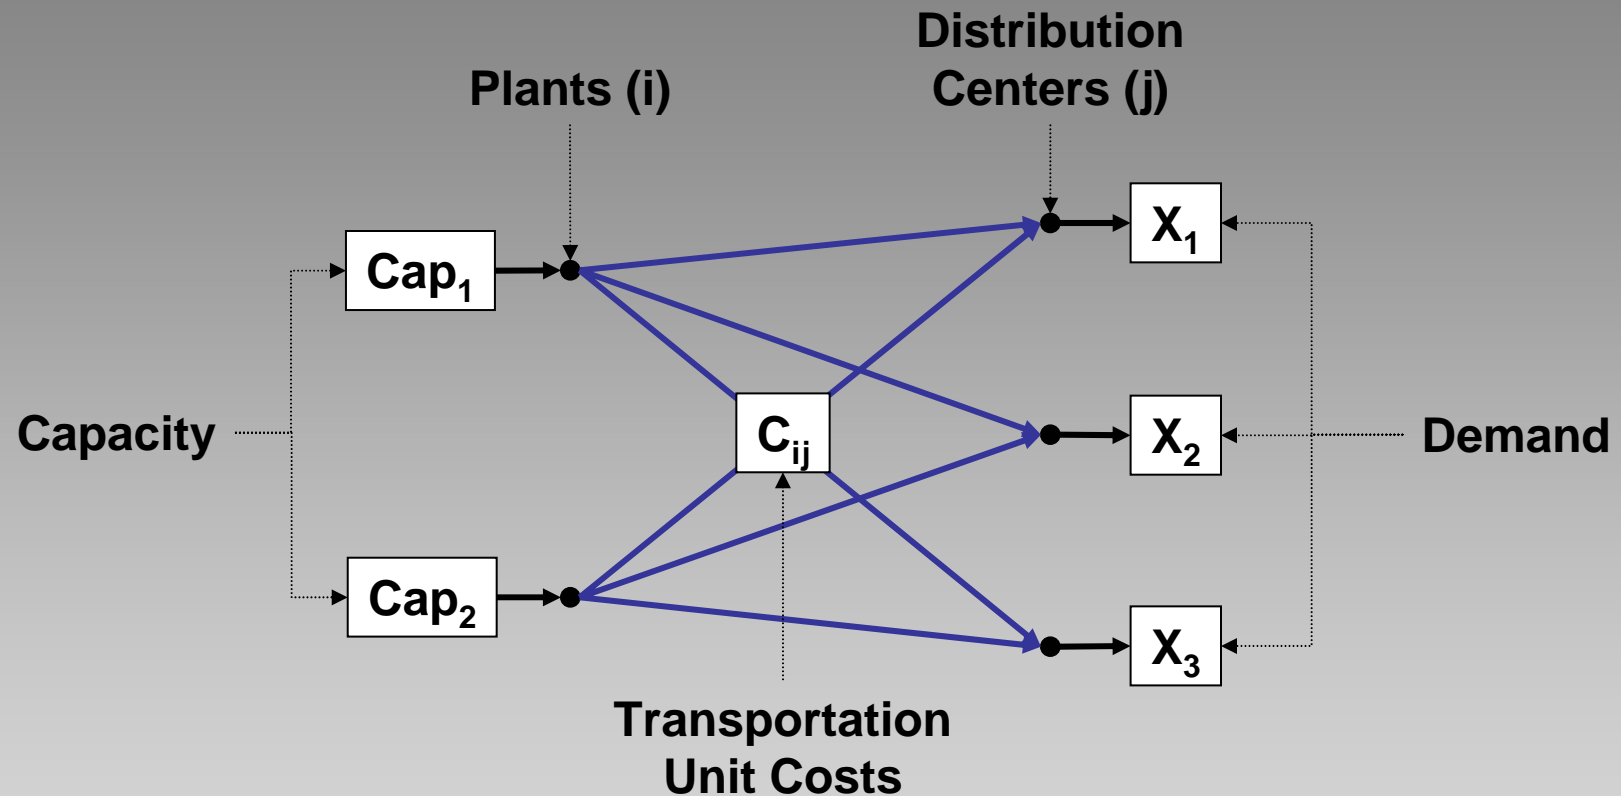 Distribution
Centers (j)
Plants (i)
X₁
Cap₁
Capacity
Cᵢⱼ
X₂
Demand
Cap₂
X₃
Transportation
Unit Costs